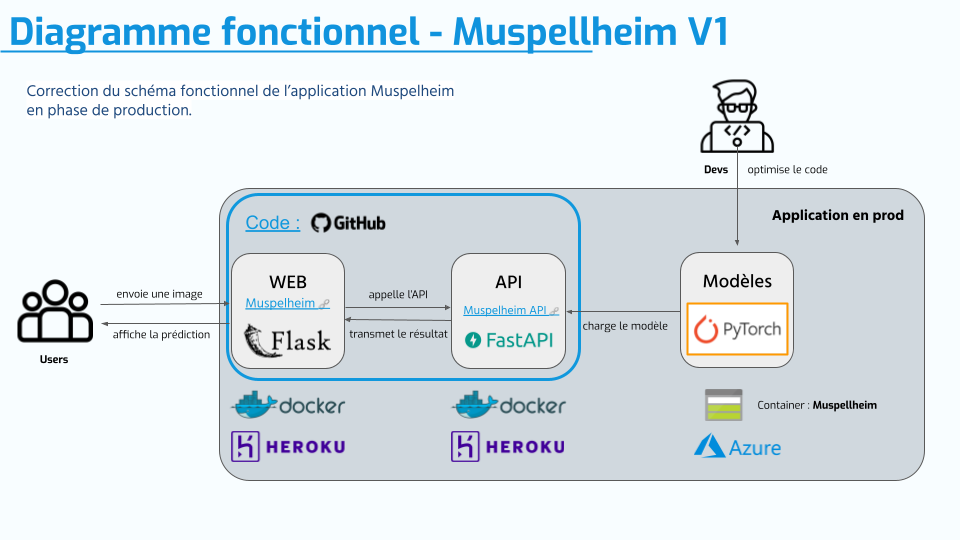 Diagramme fonctionnel - Muspellheim V1
Correction du schéma fonctionnel de l'application Muspelheim
en phase de production.
</>
Devs
optimise le code
Application en prod
Code :
GitHub
WEB
Muspelheim
Flask
appelle l'API
transmet le résultat
API
Muspelheim API
FastAPI
charge le modèle
Modèles
PyTorch
envoie une image
affiche la prédiction
Users
docker
HEROKU
docker
HEROKU
Container : Muspellheim
Azure